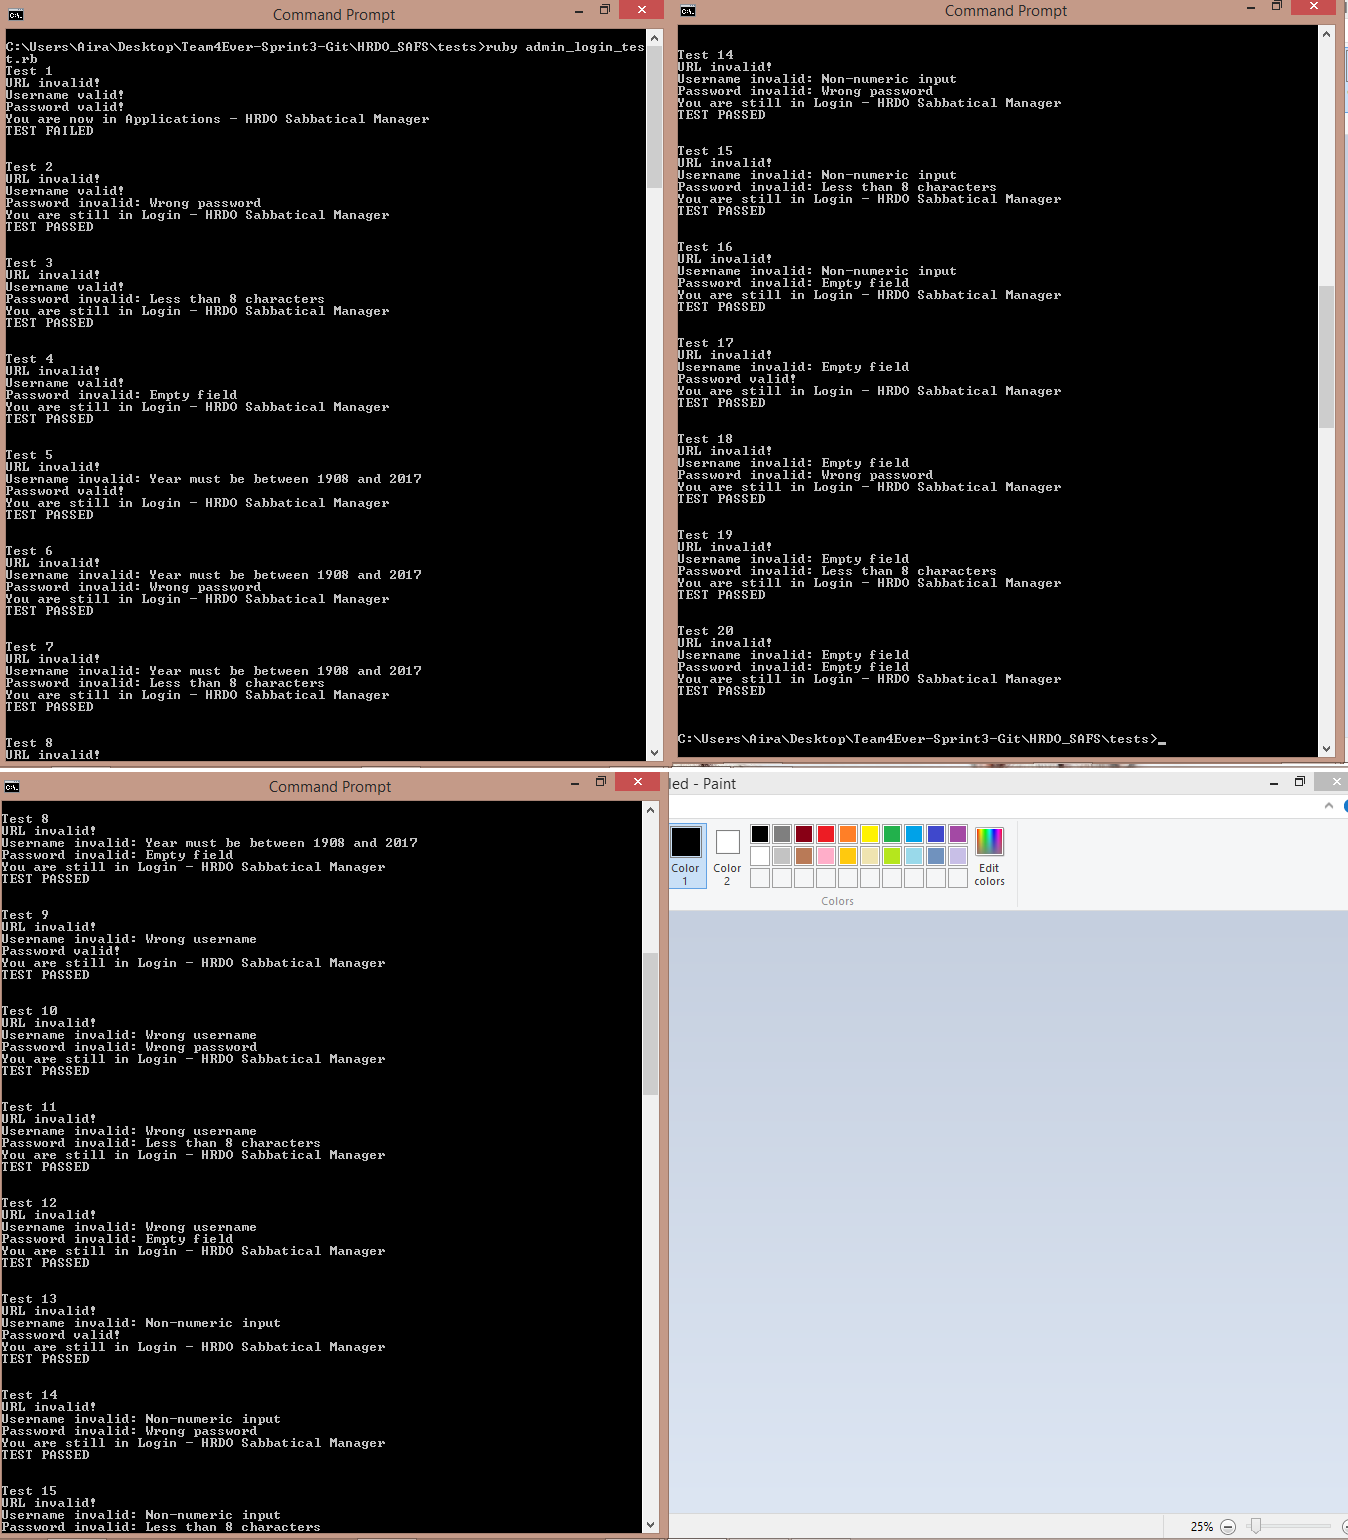 Command Prompt
C:\Users\Aira\Desktop\Team4Ever-Sprint3-Git\HRDO_SAFS\tests>ruby admin_login_tes
t.rb
Test 1
URL invalid!
Username valid!
Password valid!
You are now in Applications - HRDO Sabbatical Manager
TEST FAILED
Test 2
URL invalid!
Username valid!
Password invalid: Wrong password
You are still in Login - HRDO Sabbatical Manager
TEST PASSED
Test 3
URL invalid!
Username valid!
Password invalid: Less than 8 characters
You are still in Login - HRDO Sabbatical Manager
TEST PASSED
Test 4
URL invalid!
Username valid!
Password invalid: Empty field
You are still in Login - HRDO Sabbatical Manager
TEST PASSED
Test 5
URL invalid!
Username invalid: Year must be between 1908 and 2017
Password valid!
You are still in Login - HRDO Sabbatical Manager
TEST PASSED
Test 6
URL invalid!
Username invalid: Year must be between 1908 and 2017
Password invalid: Wrong password
You are still in Login - HRDO Sabbatical Manager
TEST PASSED
Test 7
URL invalid!
Username invalid: Year must be between 1908 and 2017
Password invalid: Less than 8 characters
You are still in Login - HRDO Sabbatical Manager
TEST PASSED
Test 8
URL invalid!
Command Prompt
Test 14
URL invalid!
Username invalid: Non-numeric input
Password invalid: Wrong password
You are still in Login - HRDO Sabbatical Manager
TEST PASSED
Test 15
URL invalid!
Username invalid: Non-numeric input
Password invalid: Less than 8 characters
You are still in Login - HRDO Sabbatical Manager
TEST PASSED
Test 16
URL invalid!
Username invalid: Non-numeric input
Password invalid: Empty field
You are still in Login - HRDO Sabbatical Manager
TEST PASSED
Test 17
URL invalid!
Username invalid: Empty field
Password valid!
You are still in Login - HRDO Sabbatical Manager
TEST PASSED
Test 18
URL invalid!
Username invalid: Empty field
Password invalid: Wrong password
You are still in Login - HRDO Sabbatical Manager
TEST PASSED
Test 19
URL invalid!
Username invalid: Empty field
Password invalid: Less than 8 characters
You are still in Login - HRDO Sabbatical Manager
TEST PASSED
Test 20
URL invalid!
Username invalid: Empty field
Password invalid: Empty field
You are still in Login - HRDO Sabbatical Manager
TEST PASSED
C:\Users\Aira\Desktop\Team4Ever-Sprint3-Git\HRDO_SAFS\tests>_
Command Prompt
Test 8
URL invalid!
Username invalid: Year must be between 1908 and 2017
Password invalid: Empty field
You are still in Login - HRDO Sabbatical Manager
TEST PASSED
Test 9
URL invalid!
Username invalid: Wrong username
Password valid!
You are still in Login - HRDO Sabbatical Manager
TEST PASSED
Test 10
URL invalid!
Username invalid: Wrong username
Password invalid: Wrong password
You are still in Login - HRDO Sabbatical Manager
TEST PASSED
Test 11
URL invalid!
Username invalid: Wrong username
Password invalid: Less than 8 characters
You are still in Login - HRDO Sabbatical Manager
TEST PASSED
Test 12
URL invalid!
Username invalid: Wrong username
Password invalid: Empty field
You are still in Login - HRDO Sabbatical Manager
TEST PASSED
Test 13
URL invalid!
Username invalid: Non-numeric input
Password valid!
You are still in Login - HRDO Sabbatical Manager
TEST PASSED
Test 14
URL invalid!
Username invalid: Non-numeric input
Password invalid: Wrong password
You are still in Login - HRDO Sabbatical Manager
TEST PASSED
Test 15
URL invalid!
Username invalid: Non-numeric input
Password invalid: Less than 8 characters
led - Paint
Color
1
Color
2
Edit
colors
Colors
25%